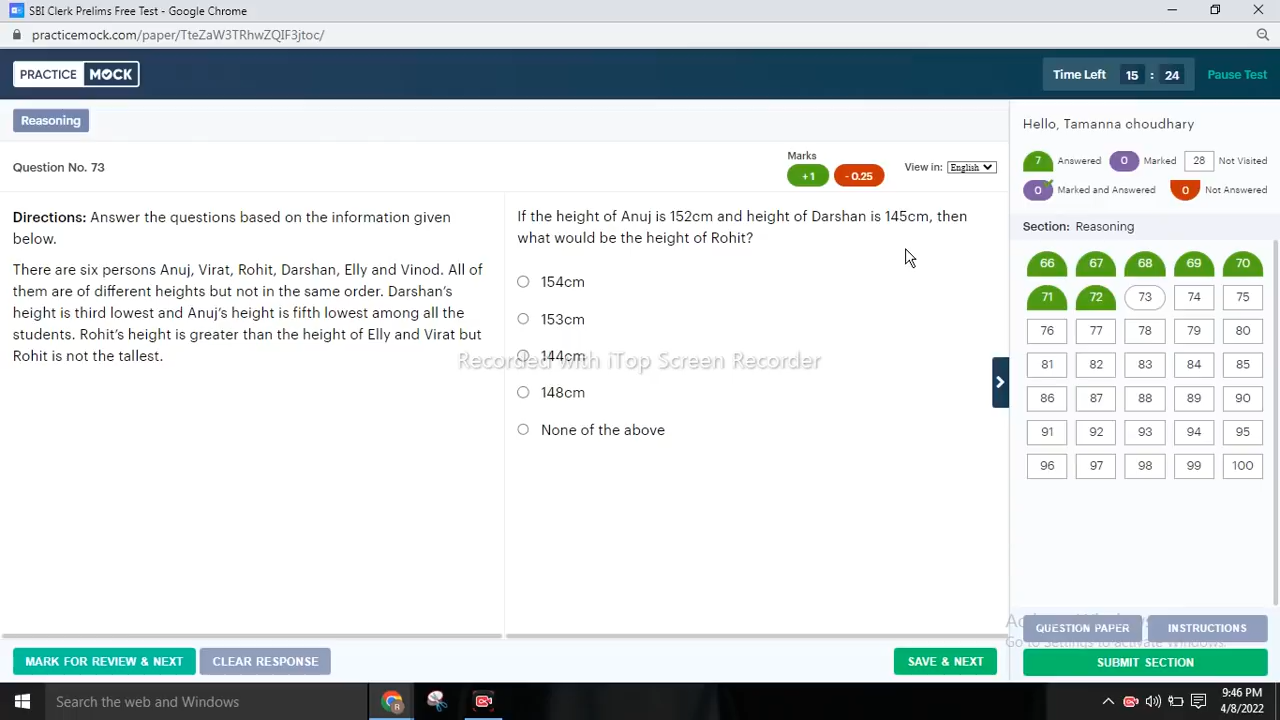 SBI Clerk Prelims Free Test - Google Chrome
practicemock.com/paper/TteZaW3TRhwZQIF3jtoc/
PRACTICE MOCK
Time Left 15 : 24 Pause Test
Reasoning
Hello, Tamanna choudhary
Question No. 73
Marks
+ 1 - 0.25
View in: English
7 Answered 0 Marked 28 Not Visited
0 Marked and Answered 0 Not Answered
Section: Reasoning
Directions: Answer the questions based on the information given
below.
There are six persons Anuj, Virat, Rohit, Darshan, Elly and Vinod. All of
them are of different heights but not in the same order. Darshan's
height is third lowest and Anuj's height is fifth lowest among all the
students. Rohit's height is greater than the height of Elly and Virat but
Rohit is not the tallest.
If the height of Anuj is 152cm and height of Darshan is 145cm, then
what would be the height of Rohit?
154cm
153cm
144cm
148cm
None of the above
Recorded with iTop Screen Recorder
66 67 68 69 70
71 72 73 74 75
76 77 78 79 80
81 82 83 84 85
86 87 88 89 90
91 92 93 94 95
96 97 98 99 100
QUESTION PAPER INSTRUCTIONS
Go to Settings to activate Windows.
MARK FOR REVIEW & NEXT CLEAR RESPONSE SAVE & NEXT SUBMIT SECTION
Search the web and Windows
9:46 PM
4/8/2022